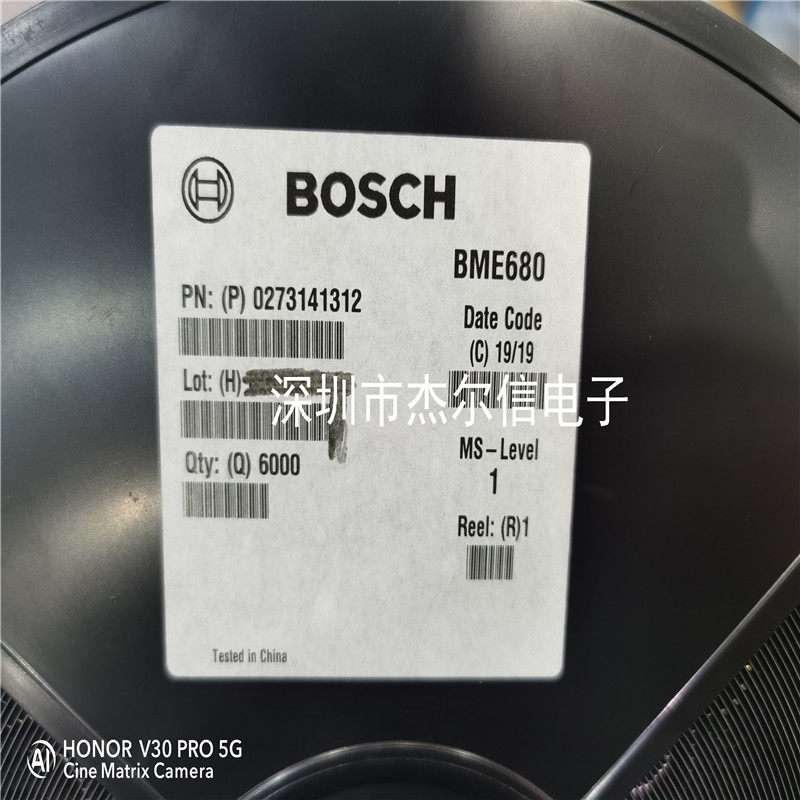 BOSCH
BME680
PN: (P) 0273141312
Date Code
(C) 19/19
Lot: (H)
深圳市杰尔信电子
MS-Level
1
Qty: (Q) 6000
Reel: (R)1
Tested in China
AI HONOR V30 PRO 5G
Cine Matrix Camera